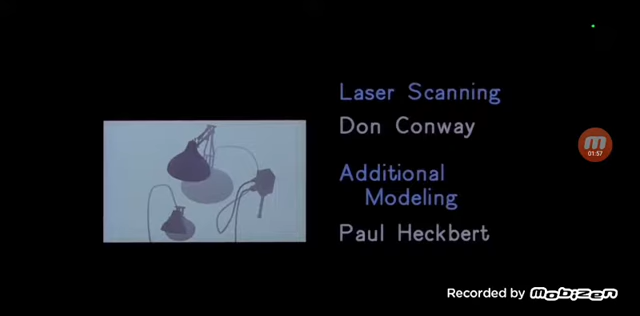 Laser Scanning
Don Conway
Additional
Modeling
Paul Heckbert
01:57
Recorded by mobizen